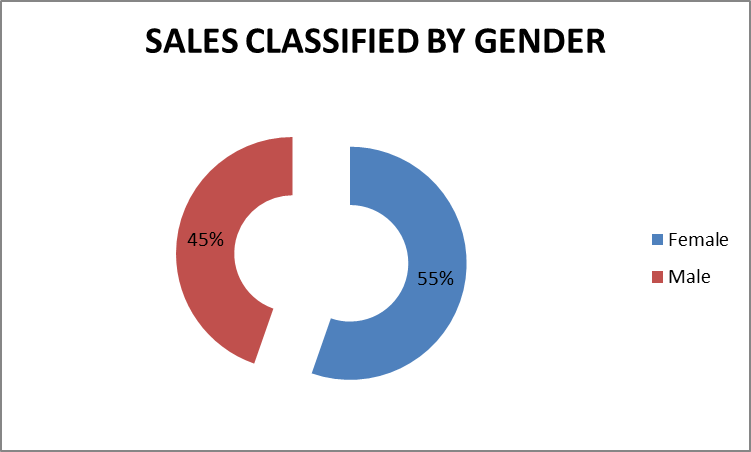 SALES CLASSIFIED BY GENDER
45%
55%
Female
Male